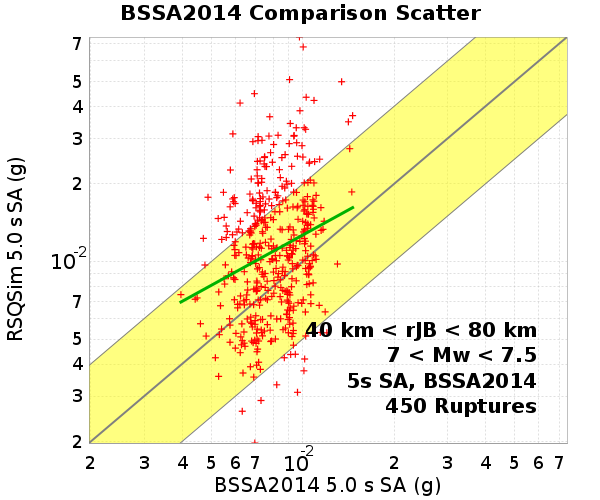 BSSA2014 Comparison Scatter
7
5
4
3
2
10^-2
7
5
4
3
2
RSQSim 5.0 s SA (g)
40 km < rJB < 80 km
7 < Mw < 7.5
5s SA, BSSA2014
450 Ruptures
2 3 4 5 6 7 10^-2 2 3 4 5 6 7
BSSA2014 5.0 s SA (g)